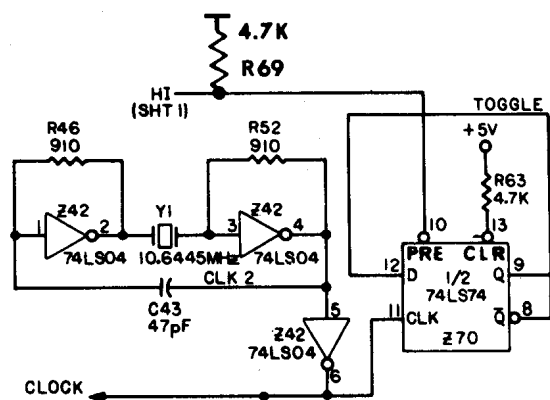 4.7K
R69
HI
(SHT 1)
TOGGLE
+5V
R46
910
R52
910
R63
4.7K
Z42
Y1
Z42
1
2
3
4
10
13
74LS04
10.6445MHz
74LS04
PRE
CLR
12
D
1/2
Q
9
74LS74
CLK 2
C43
47pF
5
11
CLK
Q̅
8
Z42
74LS04
Z70
6
CLOCK